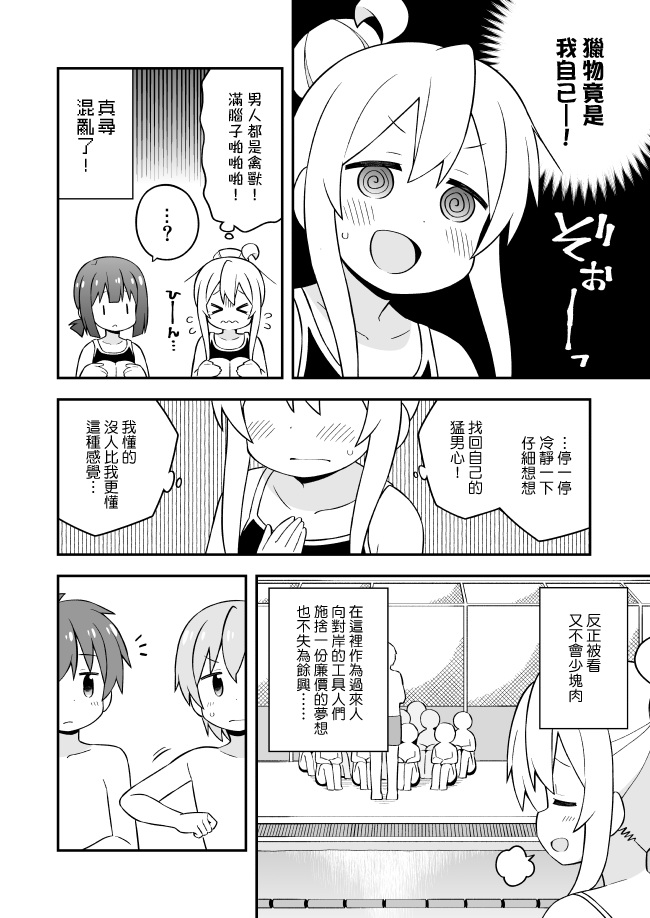 獵物竟是
我自己—!
ぞぉーーっ
男人都是禽獸!
滿腦子啪啪啪!
真尋
混亂了!
…?
ひーん…
…停一停
冷靜一下
仔細想想
找回自己的
猛男心!
我懂的
沒人比我更懂
這種感覺…
反正被看
又不會少塊肉
在這裡作為過來人
向對岸的工具人們
施捨一份廉價的夢想
也不失為餘興……